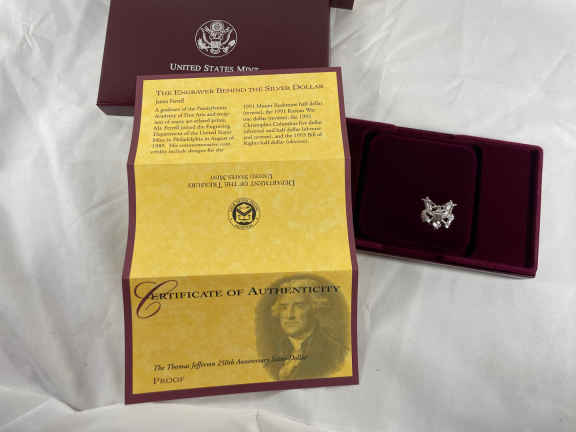 UNITED STATES MINT
THE ENGRAVER BEHIND THE SILVER DOLLAR
James Ferrell
A graduate of the Pennsylvania
Academy of Fine Arts and
of many art-related prizes,
Mr. Ferrell joined the Engraving
Department of the United States
Mint in Philadelphia in August of
1989. His commemorative coin
credits include designs for the
1991 Mount Rushmore half dollar
(reverse), the 1991 Korean War
one dollar (reverse), the 1992
Christopher Columbus five dollar
(obverse) and half dollar (obverse
and reverse), and the 1993 Bill of
Rights half dollar (obverse).
DEPARTMENT OF THE TREASURY
UNITED STATES MINT
CERTIFICATE OF AUTHENTICITY
The Thomas Jefferson 250th Anniversary Silver Dollar
PROOF